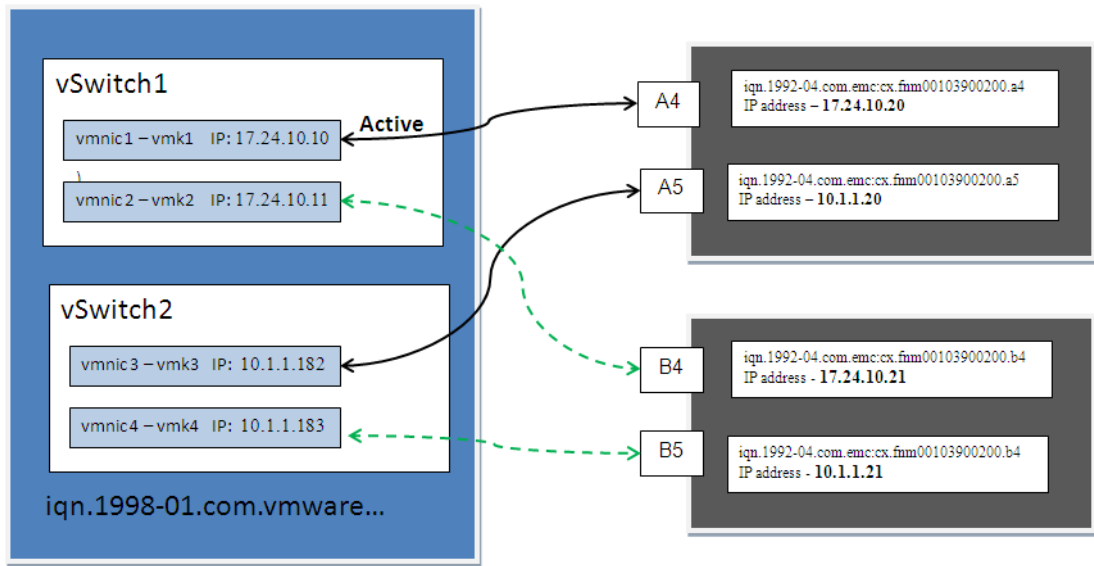 vSwitch1
vmnic1 – vmk1 IP: 17.24.10.10
\
vmnic2 – vmk2 IP: 17.24.10.11
Active
vSwitch2
vmnic3 – vmk3 IP: 10.1.1.182
vmnic4 – vmk4 IP: 10.1.1.183
iqn.1998-01.com.vmware...
A4
iqn.1992-04.com.emc:cx.fnm00103900200.a4
IP address – 17.24.10.20
A5
iqn.1992-04.com.emc:cx.fnm00103900200.a5
IP address – 10.1.1.20
B4
iqn.1992-04.com.emc:cx.fnm00103900200.b4
IP address - 17.24.10.21
B5
iqn.1992-04.com.emc:cx.fnm00103900200.b4
IP address - 10.1.1.21